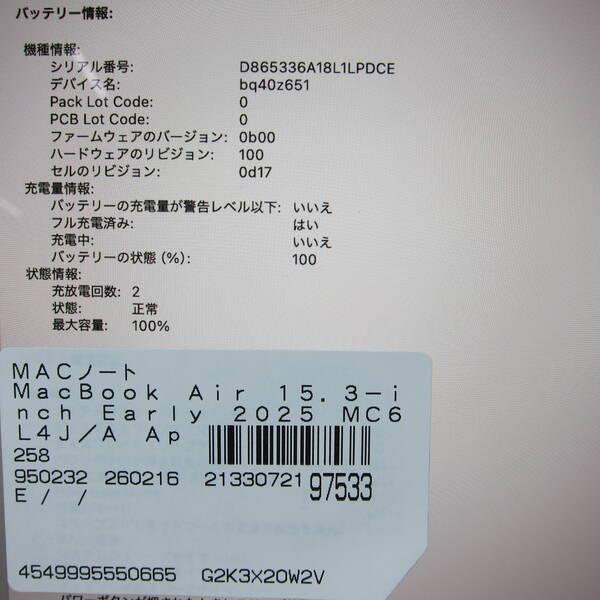 バッテリー情報:
機種情報:
シリアル番号: D865336A18L1LPDCE
デバイス名: bq40z651
Pack Lot Code: 0
PCB Lot Code: 0
ファームウェアのバージョン: 0b00
ハードウェアのリビジョン: 100
セルのリビジョン: 0d17
充電量情報:
バッテリーの充電量が警告レベル以下: いいえ
フル充電済み: はい
充電中: いいえ
バッテリーの状態 (%): 100
状態情報:
充放電回数: 2
状態: 正常
最大容量: 100%
MACノート
MacBook Air 15.3-i
nch Early 2025 MC6
L4J/A Ap
258
950232 260216 21330721 97533
E / /
4549995550665 G2K3X20W2V